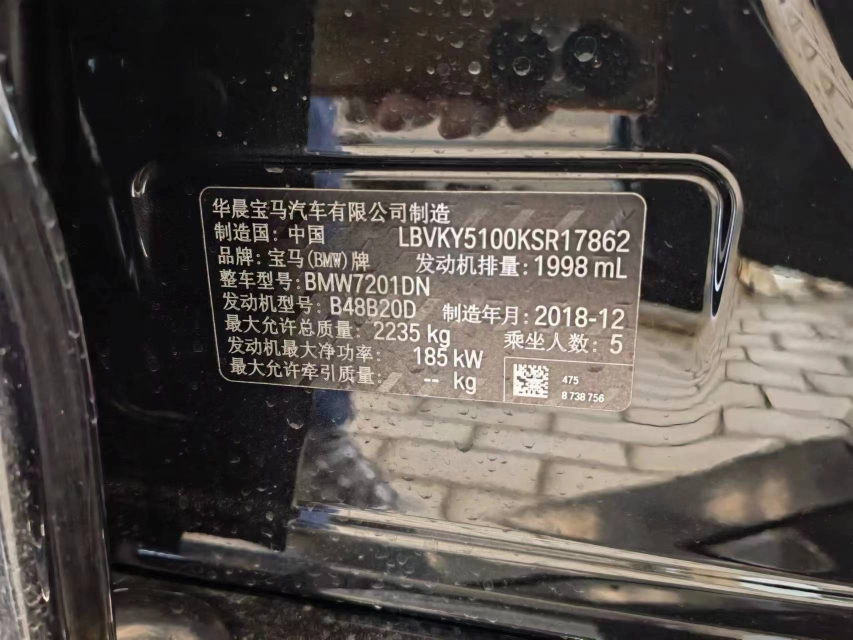 华晨宝马汽车有限公司制造
制造国: 中国 LBVKY5100KSR17862
品牌: 宝马(BMW)牌 发动机排量: 1998 mL
整车型号: BMW7201DN
发动机型号: B48B20D 制造年月: 2018-12
最大允许总质量: 2235 kg 乘坐人数: 5
发动机最大净功率: 185 kW
最大允许牵引质量: -- kg
475
8 738 756